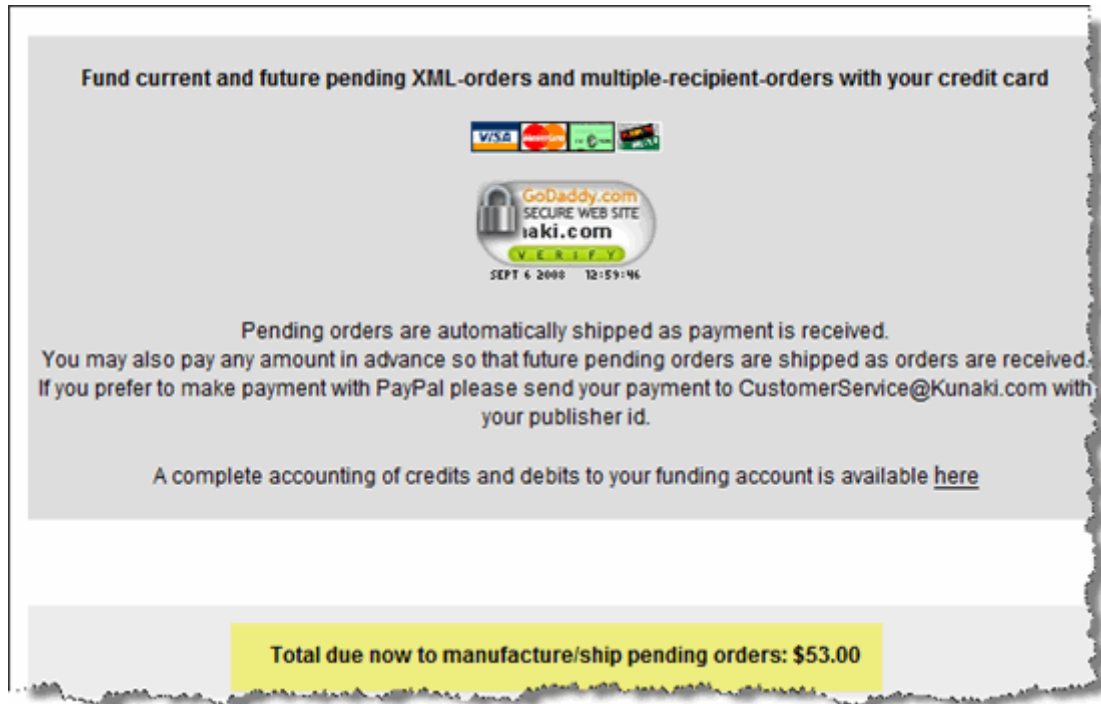 Fund current and future pending XML-orders and multiple-recipient-orders with your credit card
VISA
GoDaddy.com
SECURE WEB SITE
naki.com
VERIFY
SEPT 6 2008 12:59:46
Pending orders are automatically shipped as payment is received.
You may also pay any amount in advance so that future pending orders are shipped as orders are received.
If you prefer to make payment with PayPal please send your payment to CustomerService@Kunaki.com with
your publisher id.
A complete accounting of credits and debits to your funding account is available here
Total due now to manufacture/ship pending orders: $53.00